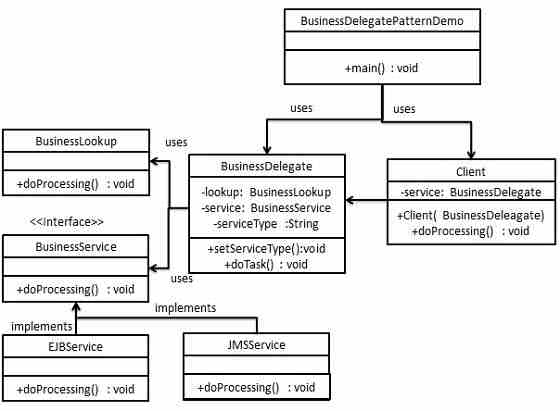 BusinessDelegatePatternDemo
+main() : void
uses
uses
BusinessLookup
+doProcessing() : void
uses
BusinessDelegate
-lookup: BusinessLookup
-service: BusinessService
-serviceType :String
+setServiceType():void
+doTask() : void
Client
-service: BusinessDelegate
+Client( BusinessDeleagate)
+doProcessing() : void
<<Interface>>
BusinessService
+doProcessing() : void
uses
implements
implements
EJBService
+doProcessing() : void
JMSService
+doProcessing() : void